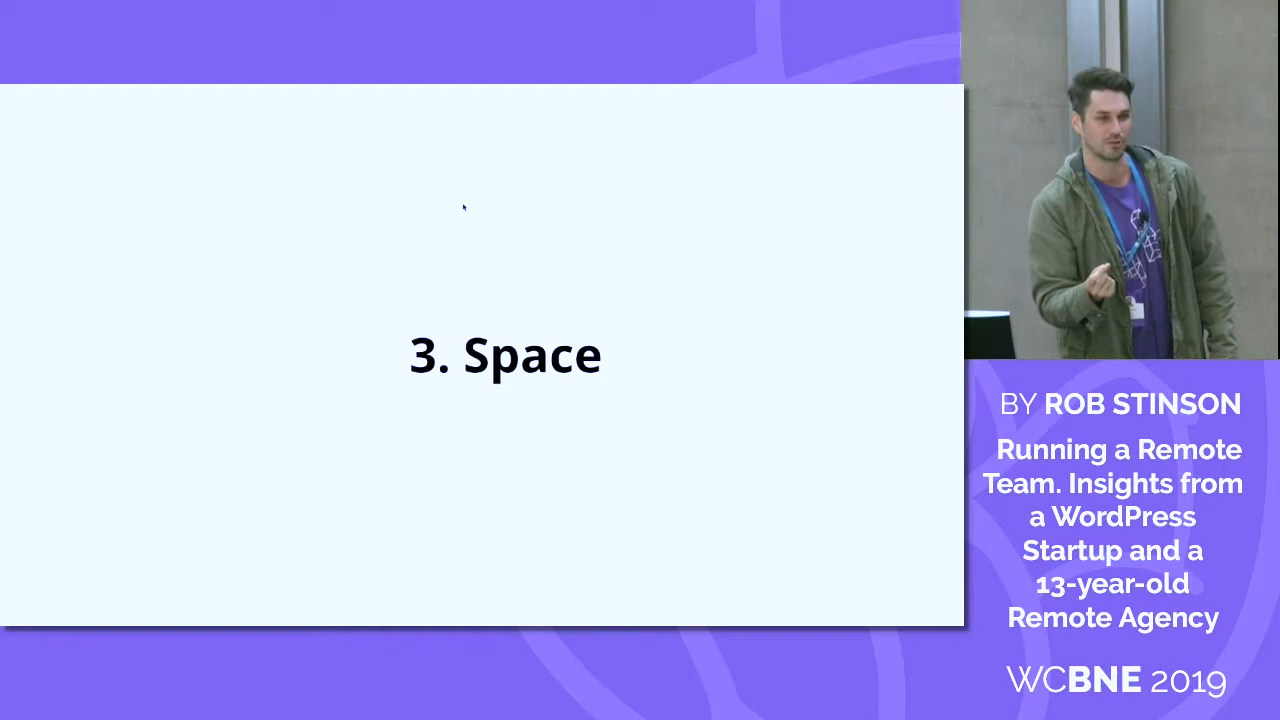 3. Space
BY ROB STINSON
Running a Remote
Team. Insights from
a WordPress
Startup and a
13-year-old
Remote Agency
WCBNE 2019